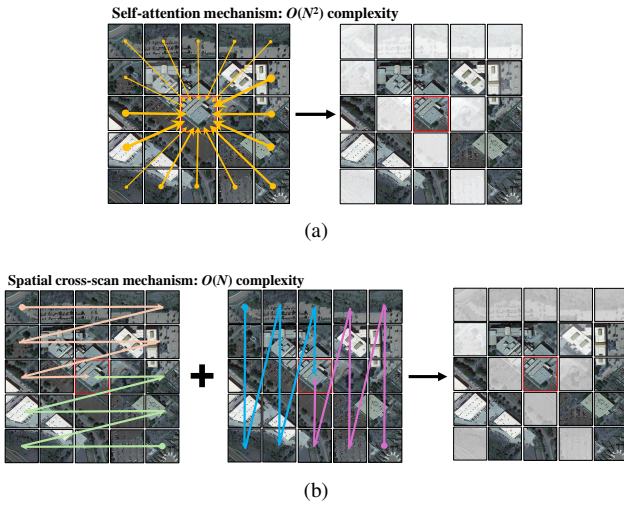 Self-attention mechanism: O(N²) complexity
(a)
Spatial cross-scan mechanism: O(N) complexity
+
(b)